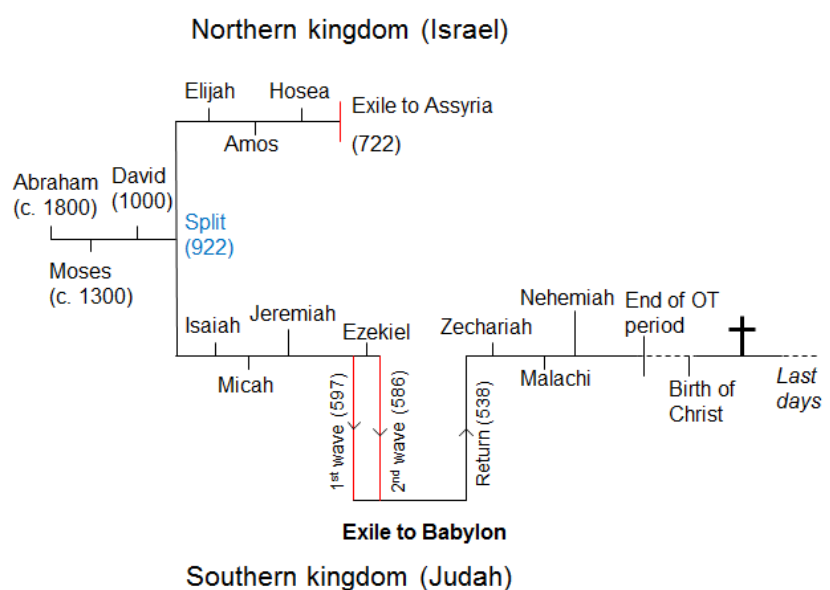 Northern kingdom (Israel)
Elijah
Hosea
Exile to Assyria
(722)
Amos
Abraham
(c. 1800)
David
(1000)
Split
(922)
Moses
(c. 1300)
Isaiah
Jeremiah
Ezekiel
Micah
1st wave (597)
2nd wave (586)
Return (538)
Zechariah
Nehemiah
End of OT
period
Malachi
Birth of
Christ
Last
days
Exile to Babylon
Southern kingdom (Judah)